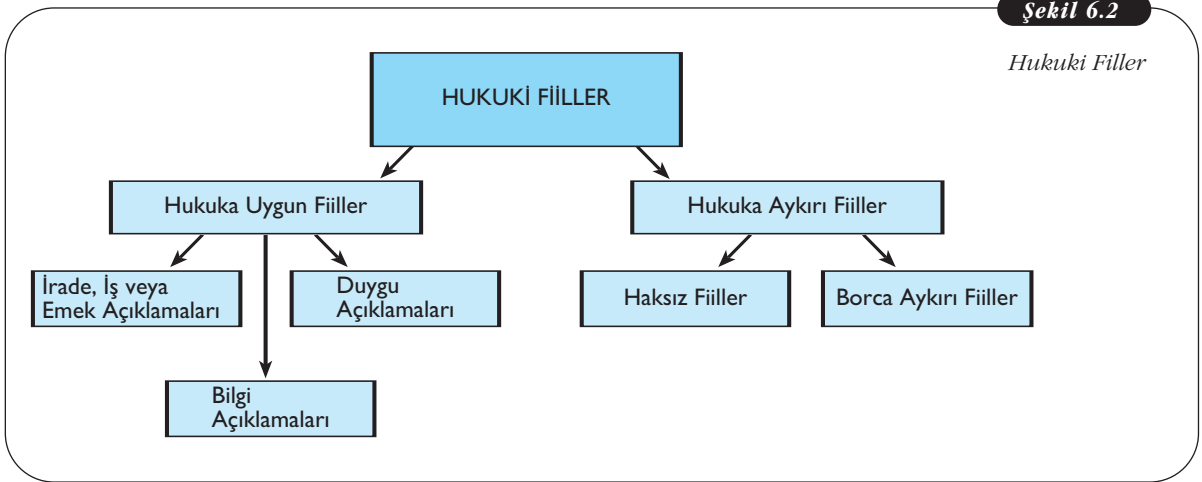 Şekil 6.2
Hukuki Filler
HUKUKİ FİİLLER
Hukuka Uygun Fiiller
Hukuka Aykırı Fiiller
İrade, İş veya
Emek Açıklamaları
Duygu
Açıklamaları
Haksız Fiiller
Borca Aykırı Fiiller
Bilgi
Açıklamaları